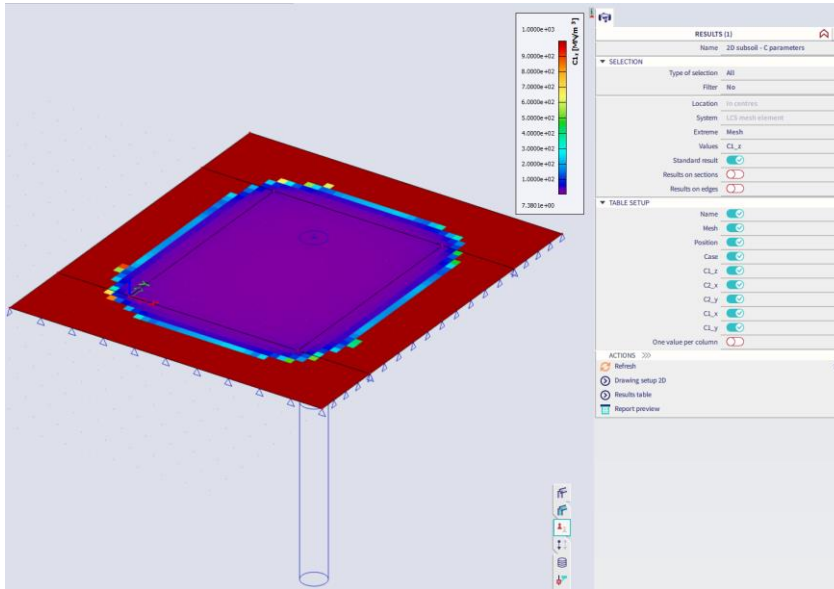 1.0000e+03
9.0000e+02
8.0000e+02
7.0000e+02
6.0000e+02
5.0000e+02
4.0000e+02
3.0000e+02
2.0000e+02
1.0000e+02
7.3801e+00
C1z [MN/m³]
RESULTS (1)
Name 2D subsoil - C parameters
SELECTION
Type of selection All
Filter No
Location In centres
System LCS mesh element
Extreme Mesh
Values C1_z
Standard result
Results on sections
Results on edges
TABLE SETUP
Name
Mesh
Position
Case
C1_z
C2_x
C2_y
C1_x
C1_y
One value per column
ACTIONS >>>
Refresh
Drawing setup 2D
Results table
Report preview